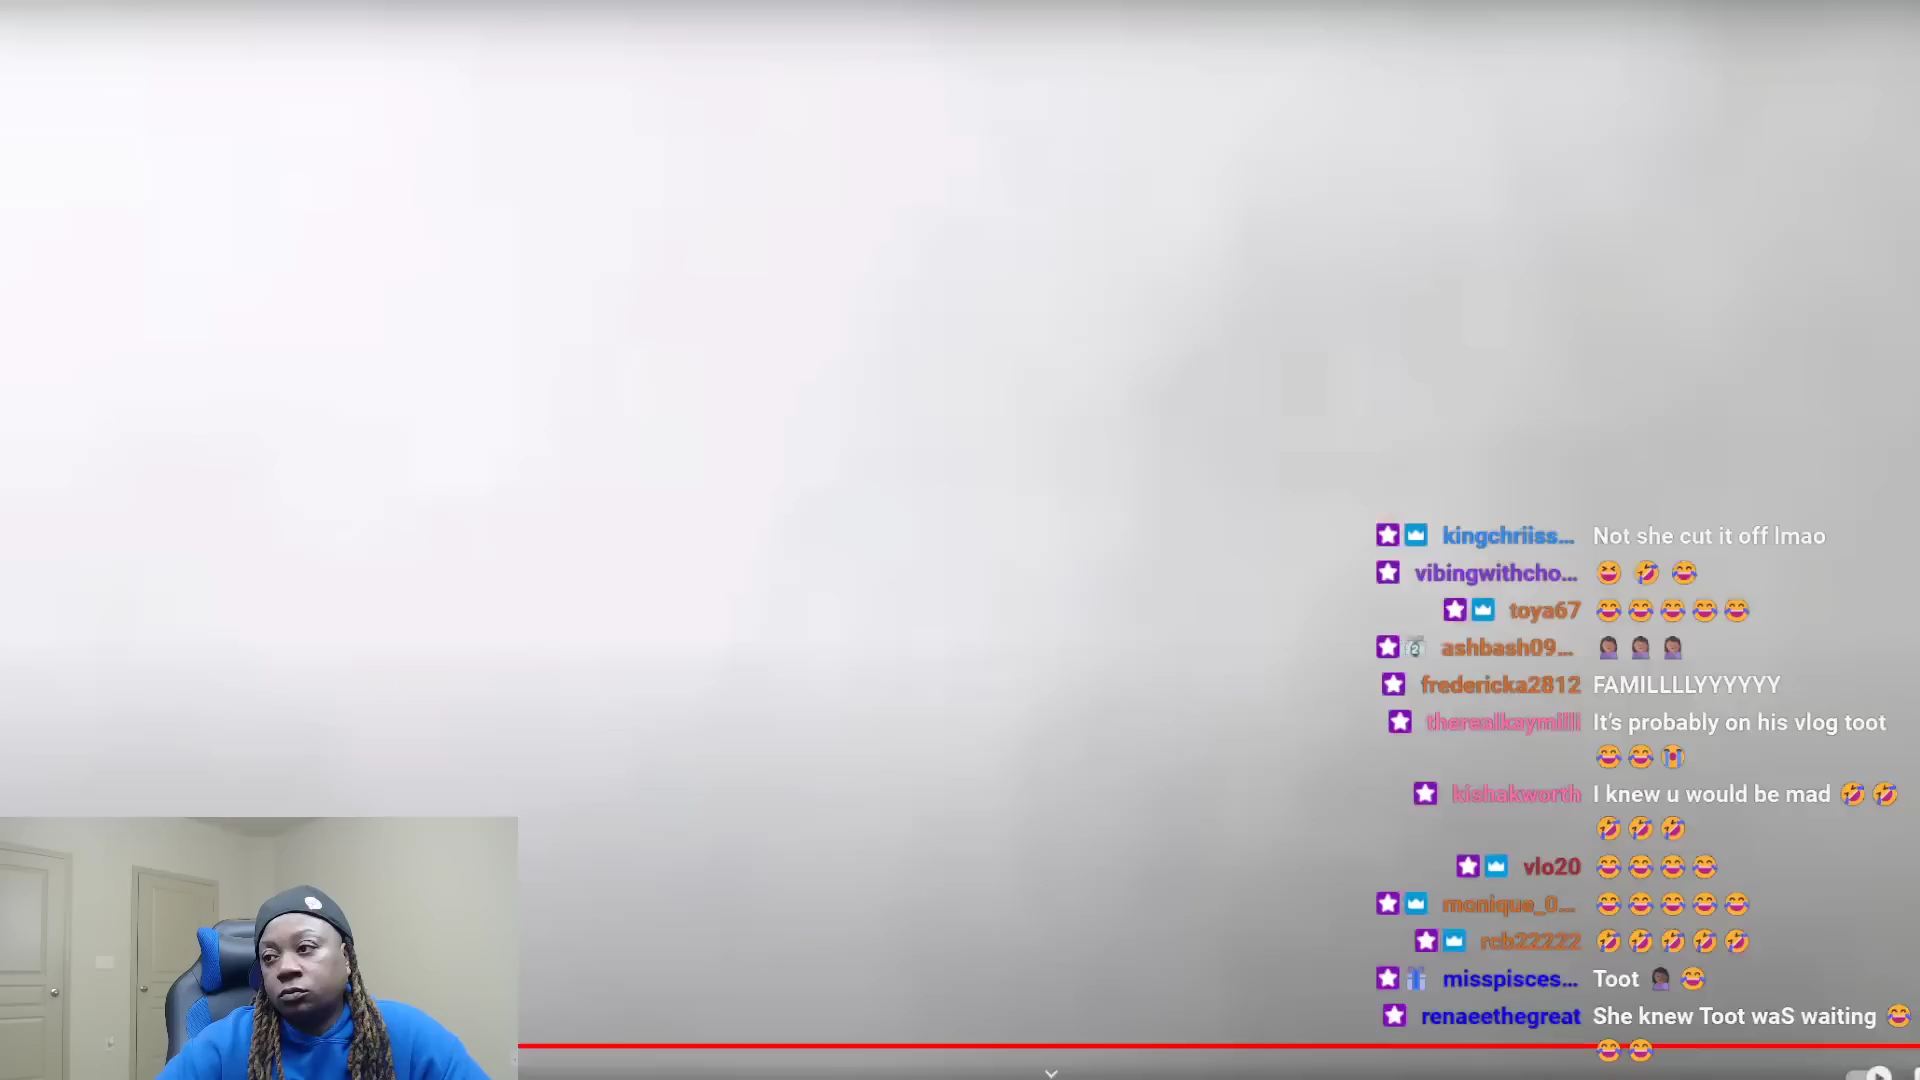 kingchriiss... Not she cut it off lmao
vibingwithcho... 😆 🤣 😂
toya67 😂😂😂😂😂
ashbash09... 🤦🏾‍♀️ 🤦🏾‍♀️ 🤦🏾‍♀️
fredericka2812 FAMILLLLYYYYYY
therealkaymilli It's probably on his vlog toot
😂😂😭
kishakworth I knew u would be mad 🤣🤣
🤣🤣🤣
vlo20 😂😂😂😂
monique_0... 😂😂😂😂😂
rcb22222 🤣🤣🤣🤣🤣
misspisces... Toot 🤦🏿‍♀️ 😂
renaeethegreat She knew Toot waS waiting 😂
😂😂